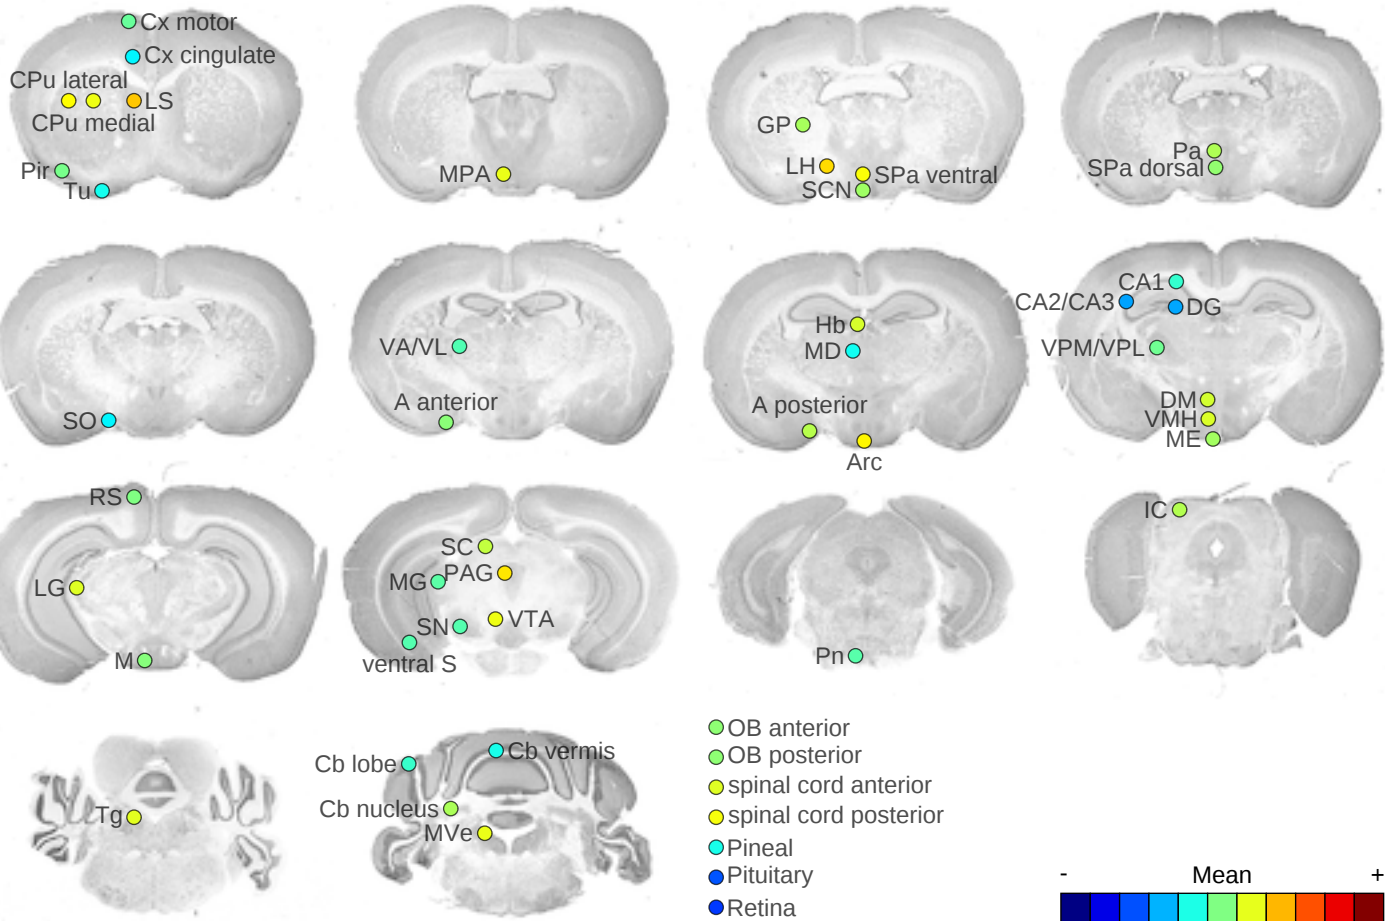 Cx motor
Cx cingulate
CPu lateral
LS
CPu medial
Pir
Tu
MPA
GP
LH
SPa ventral
SCN
Pa
SPa dorsal
SO
VA/VL
A anterior
Hb
MD
A posterior
Arc
CA1
CA2/CA3
DG
VPM/VPL
DM
VMH
ME
RS
LG
M
SC
MG
PAG
SN
VTA
ventral S
Pn
IC
Tg
Cb lobe
Cb vermis
Cb nucleus
MVe
OB anterior
OB posterior
spinal cord anterior
spinal cord posterior
Pineal
Pituitary
Retina
- Mean +